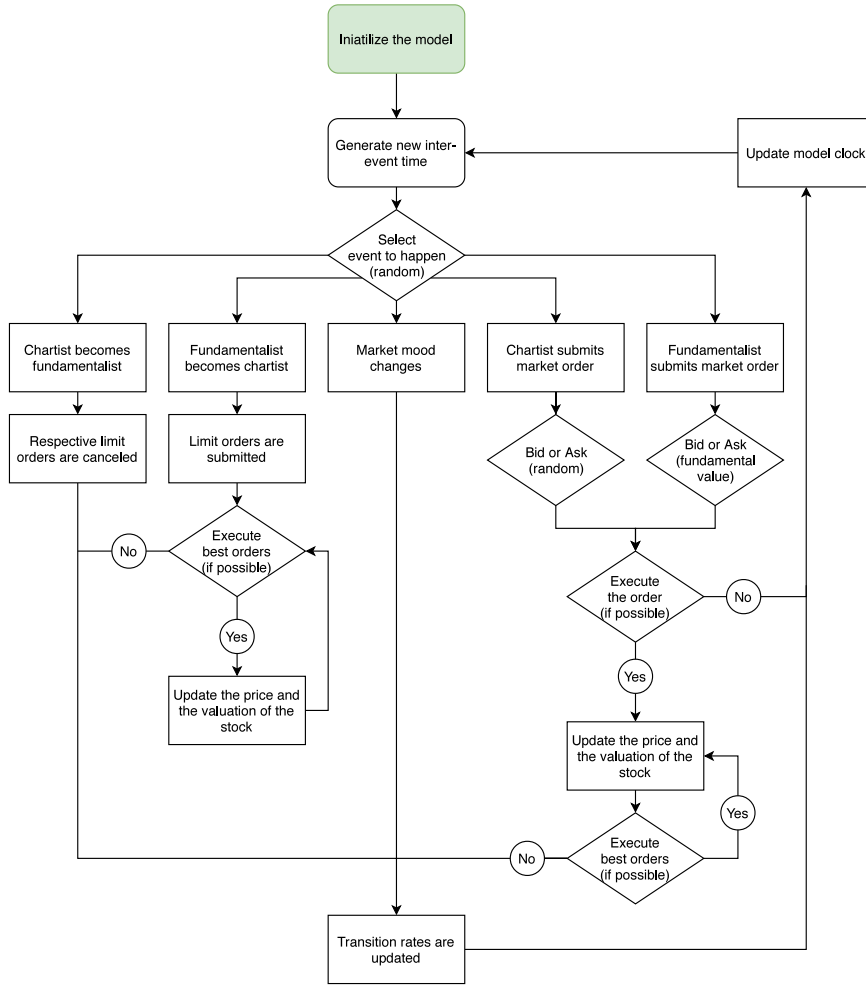 Iniatilize the model
Generate new inter-
event time
Update model clock
Select
event to happen
(random)
Chartist becomes
fundamentalist
Fundamentalist
becomes chartist
Market mood
changes
Chartist submits
market order
Fundamentalist
submits market order
Respective limit
orders are canceled
Limit orders are
submitted
Bid or Ask
(random)
Bid or Ask
(fundamental
value)
No
Execute
best orders
(if possible)
Execute
the order
(if possible)
No
Yes
Yes
Update the price and
the valuation of the
stock
Update the price and
the valuation of the
stock
Yes
No
Execute
best orders
(if possible)
Transition rates are
updated